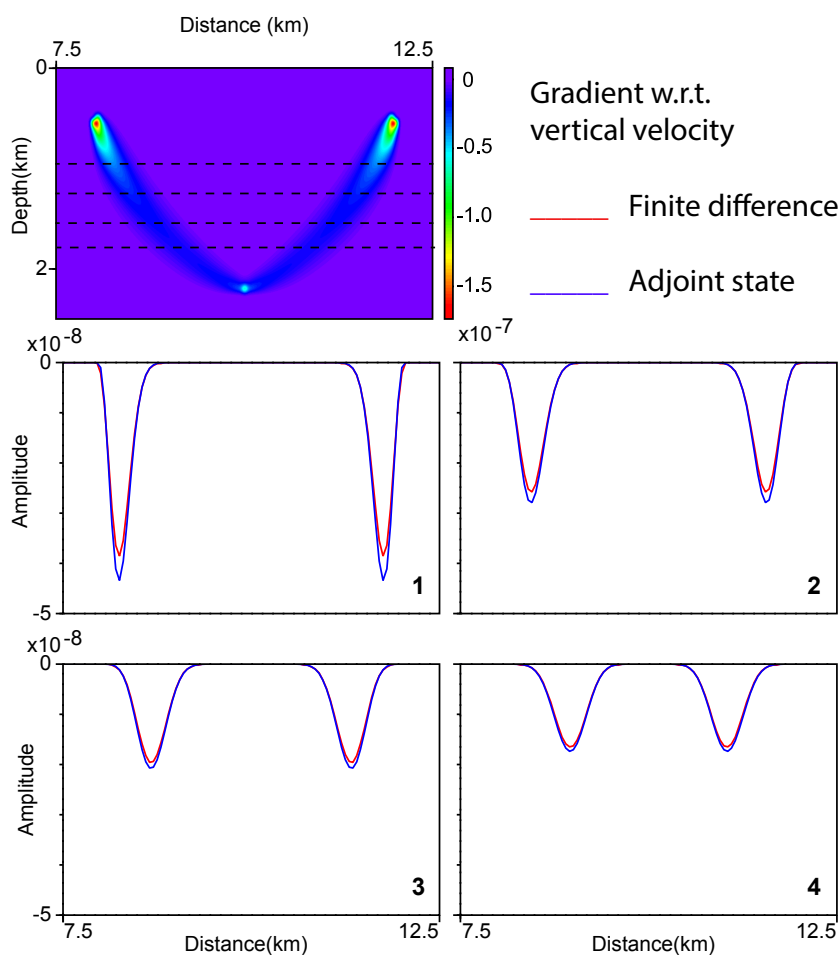 Distance (km)
7.5 12.5
0
2
Depth(km)
0
-0.5
-1.0
-1.5
x10^-7
Gradient w.r.t.
vertical velocity
Finite difference
Adjoint state
x10^-8
0
Amplitude
-5
1
2
x10^-8
0
Amplitude
-5
3
4
7.5 12.5 7.5 12.5
Distance(km) Distance(km)